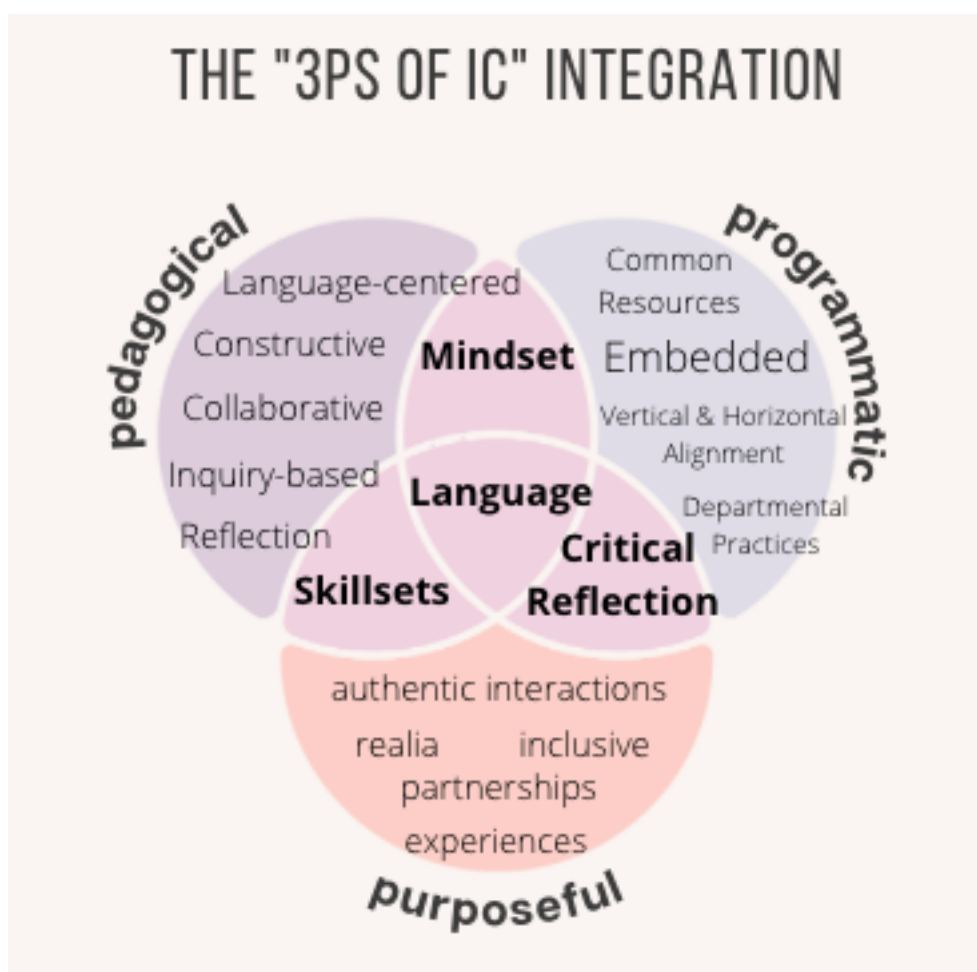 THE "3PS OF IC" INTEGRATION
pedagogical
Language-centered
Constructive
Collaborative
Inquiry-based
Reflection
programmatic
Common
Resources
Embedded
Vertical & Horizontal
Alignment
Departmental
Practices
Mindset
Language
Skillsets
Critical
Reflection
authentic interactions
realia inclusive
partnerships
experiences
purposeful